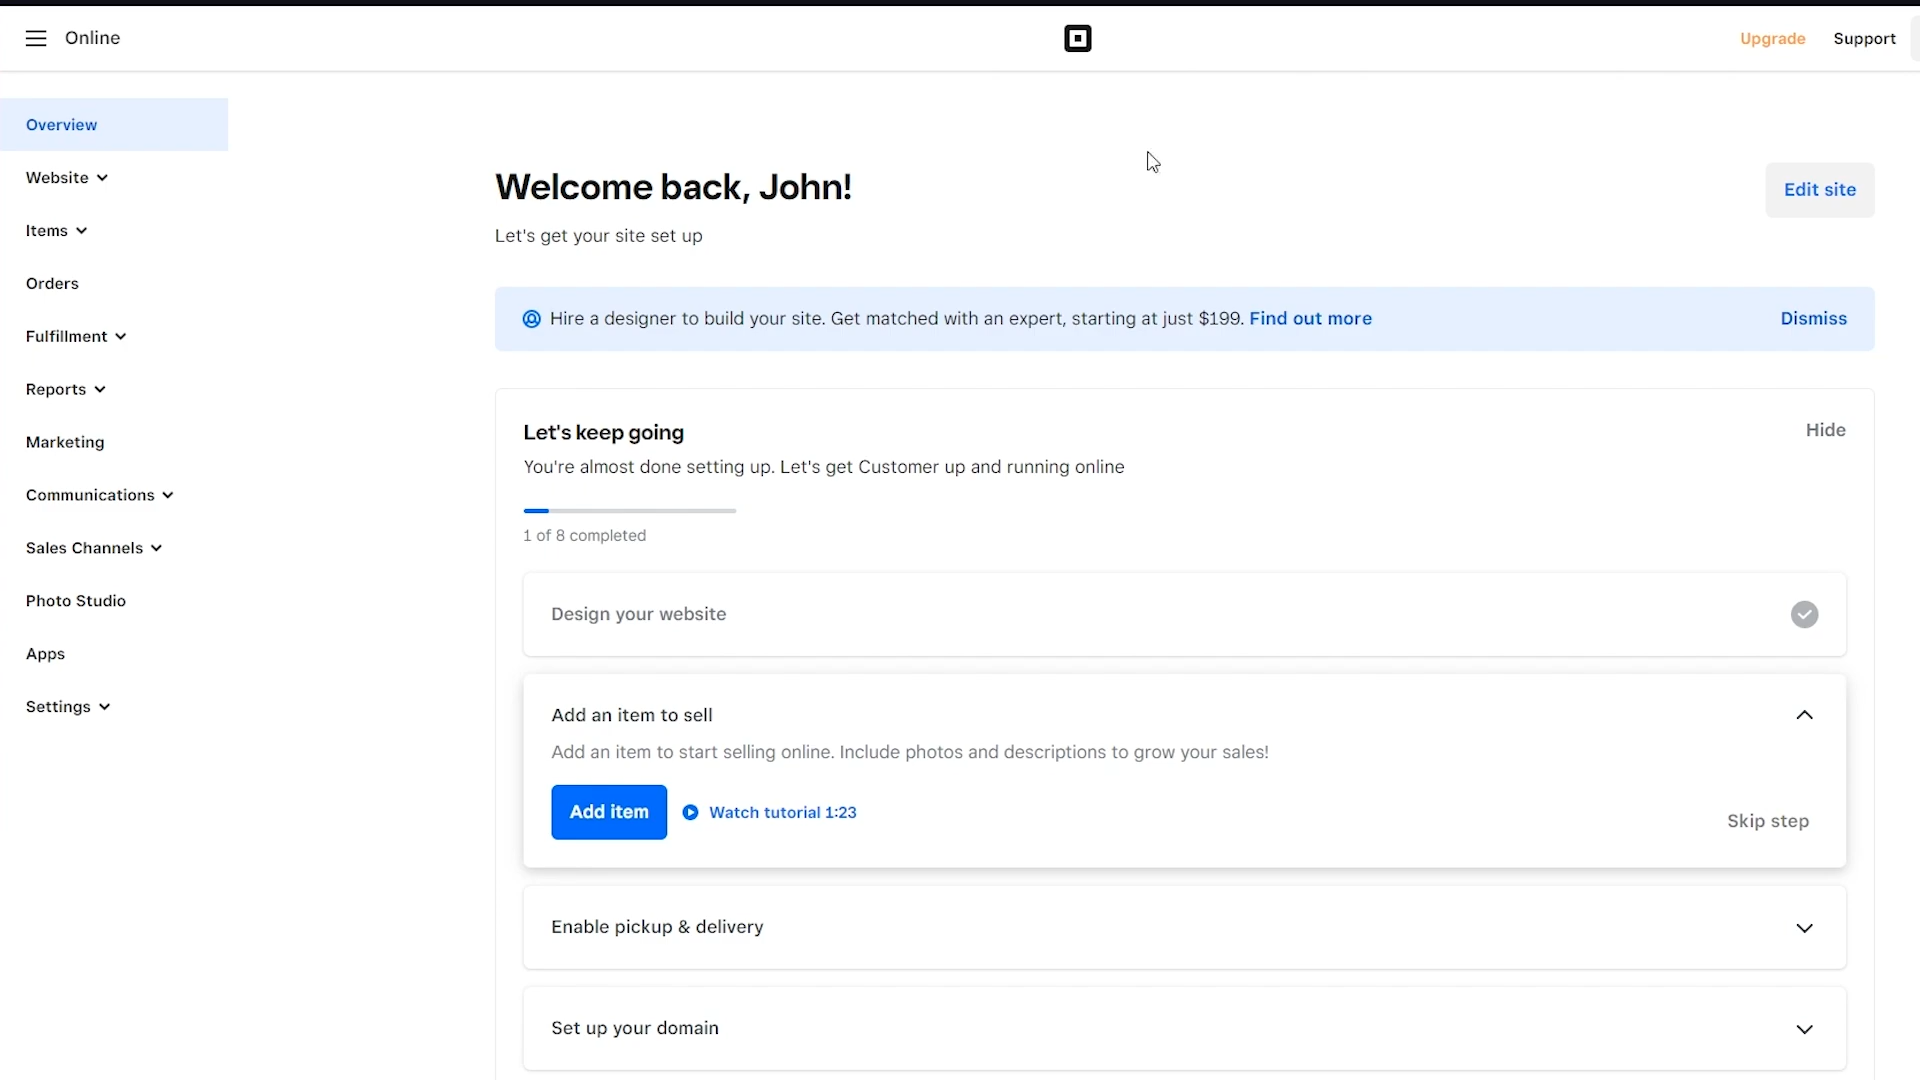 Online
Upgrade
Support
Overview
Website
Items
Orders
Fulfillment
Reports
Marketing
Communications
Sales Channels
Photo Studio
Apps
Settings
Welcome back, John!
Let's get your site set up
Edit site
Hire a designer to build your site. Get matched with an expert, starting at just $199. Find out more
Dismiss
Let's keep going
Hide
You're almost done setting up. Let's get Customer up and running online
1 of 8 completed
Design your website
Add an item to sell
Add an item to start selling online. Include photos and descriptions to grow your sales!
Add item
Watch tutorial 1:23
Skip step
Enable pickup & delivery
Set up your domain